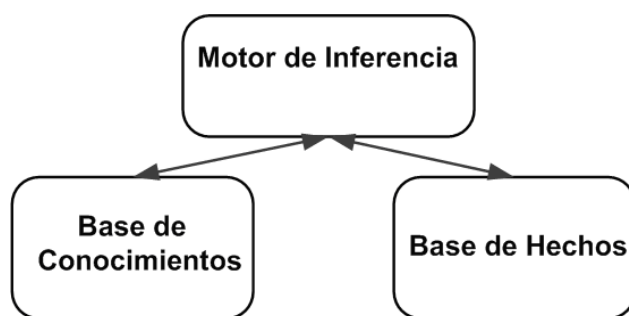 Motor de Inferencia
Base de
Conocimientos
Base de Hechos